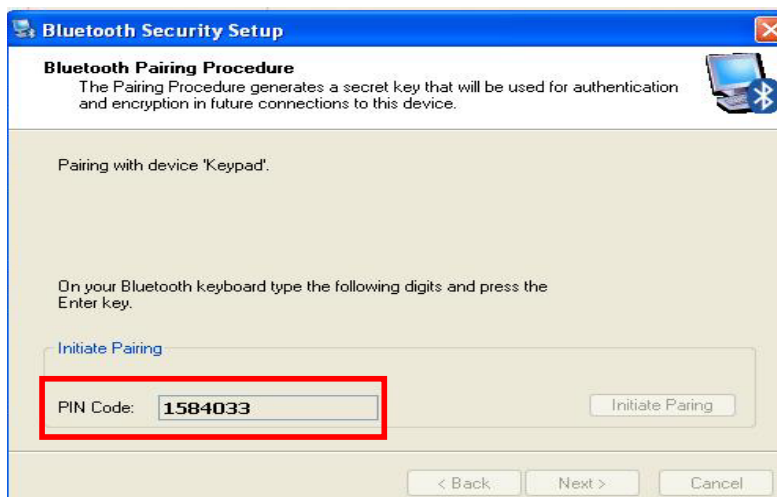 Bluetooth Security Setup
Bluetooth Pairing Procedure
The Pairing Procedure generates a secret key that will be used for authentication
and encryption in future connections to this device.
Pairing with device 'Keypad'.
On your Bluetooth keyboard type the following digits and press the
Enter key.
Initiate Pairing
PIN Code: 1584033 Initiate Paring
< Back Next > Cancel